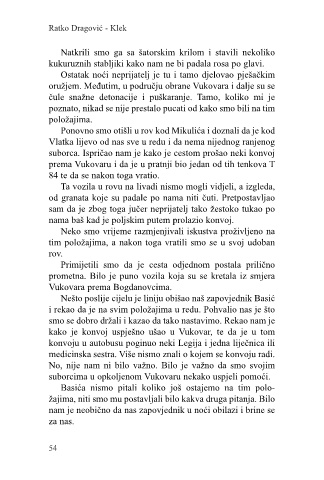 Ratko Dragović - Klek
Natkrili smo ga sa šatorskim krilom i stavili nekoliko
kukuruznih stabljiki kako nam ne bi padala rosa po glavi.
Ostatak noći neprijatelj je tu i tamo djelovao pješačkim
oružjem. Međutim, u području obrane Vukovara i dalje su se
čule snažne detonacije i puškaranje. Tamo, koliko mi je
poznato, nikad se nije prestalo pucati od kako smo bili na tim
položajima.
Ponovno smo otišli u rov kod Mikulića i doznali da je kod
Vlatka lijevo od nas sve u redu i da nema nijednog ranjenog
suborca. Ispričao nam je kako je cestom prošao neki konvoj
prema Vukovaru i da je u pratnji bio jedan od tih tenkova T
84 te da se nakon toga vratio.
Ta vozila u rovu na livadi nismo mogli vidjeli, a izgleda,
od granata koje su padale po nama niti čuti. Pretpostavljao
sam da je zbog toga jučer neprijatelj tako žestoko tukao po
nama baš kad je poljskim putem prolazio konvoj.
Neko smo vrijeme razmjenjivali iskustva proživljeno na
tim položajima, a nakon toga vratili smo se u svoj udoban
rov.
Primijetili smo da je cesta odjednom postala prilično
prometna. Bilo je puno vozila koja su se kretala iz smjera
Vukovara prema Bogdanovcima.
Nešto poslije cijelu je liniju obišao naš zapovjednik Basić
i rekao da je na svim položajima u redu. Pohvalio nas je što
smo se dobro držali i kazao da tako nastavimo. Rekao nam je
kako je konvoj uspješno ušao u Vukovar, te da je u tom
konvoju u autobusu poginuo neki Legija i jedna liječnica ili
medicinska sestra. Više nismo znali o kojem se konvoju radi.
No, nije nam ni bilo važno. Bilo je važno da smo svojim
suborcima u opkoljenom Vukovaru nekako uspjeli pomoći.
Basića nismo pitali koliko još ostajemo na tim polo-
žajima, niti smo mu postavljali bilo kakva druga pitanja. Bilo
nam je neobično da nas zapovjednik u noći obilazi i brine se
za nas.
54